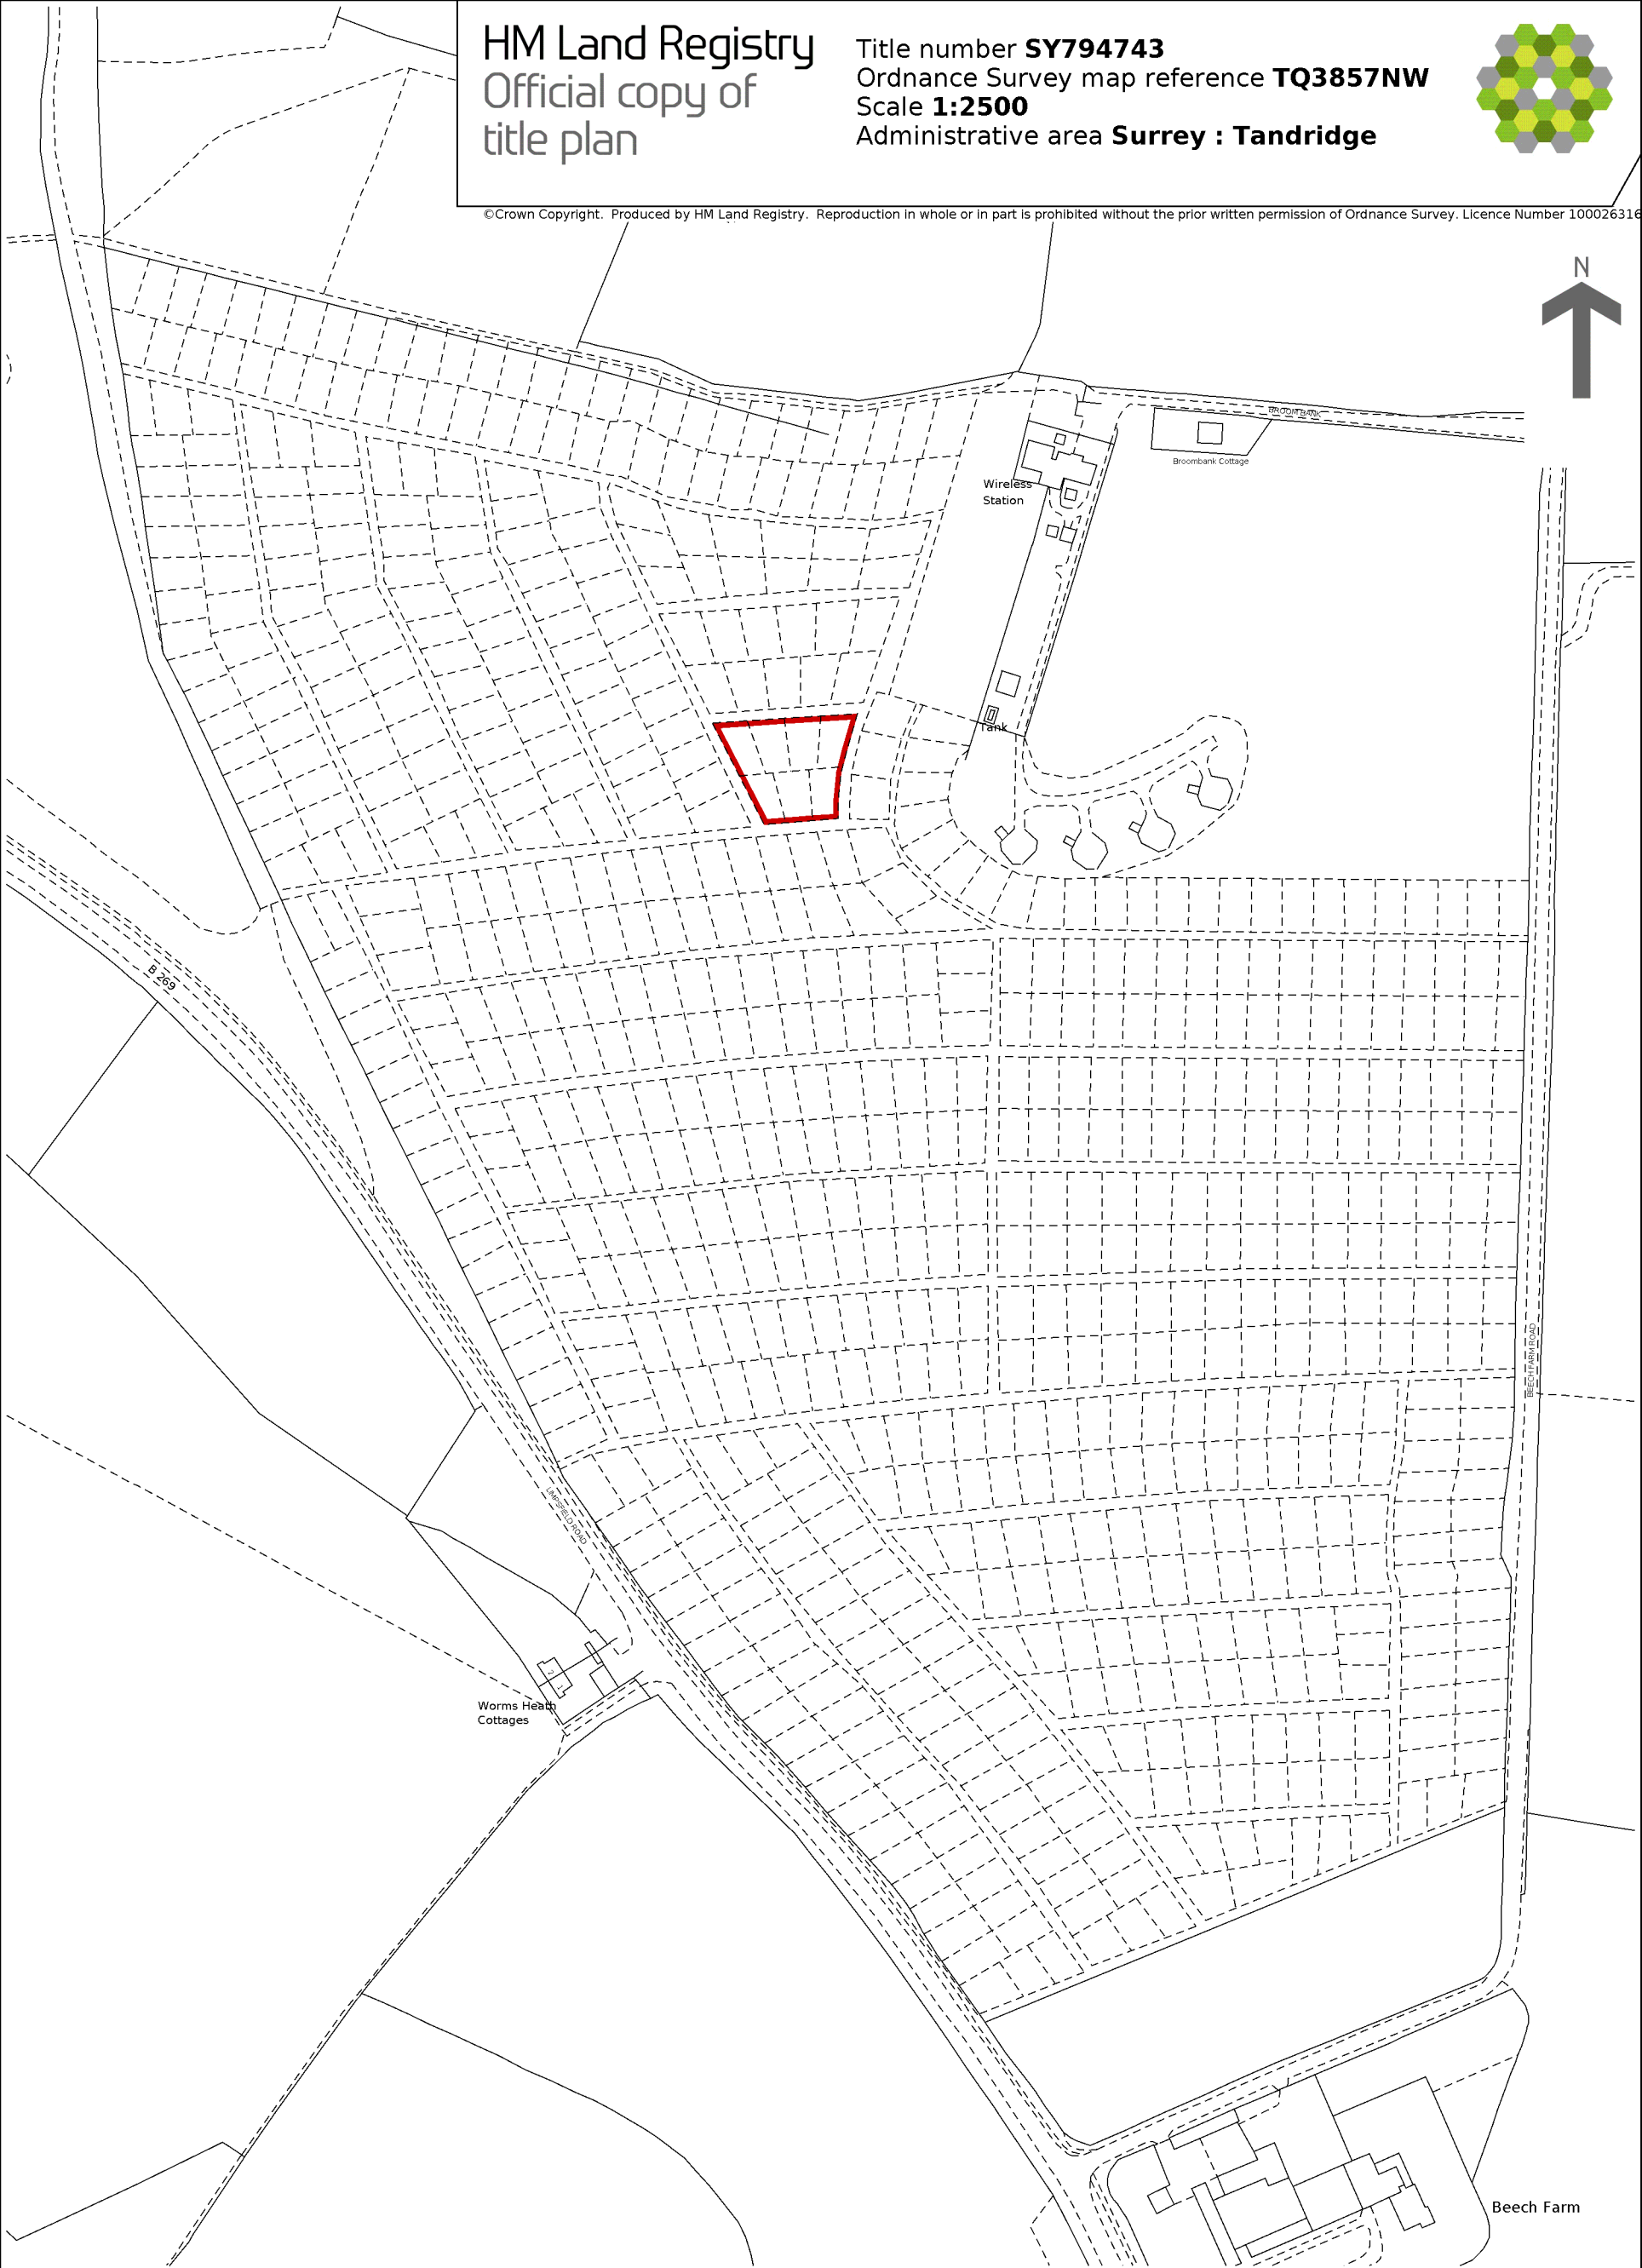 HM Land Registry
Official copy of
title plan
Title number SY794743
Ordnance Survey map reference TQ3857NW
Scale 1:2500
Administrative area Surrey : Tandridge
©Crown Copyright. Produced by HM Land Registry. Reproduction in whole or in part is prohibited without the prior written permission of Ordnance Survey. Licence Number 100026316
N
BROOM BANK
Broombank Cottage
Wireless
Station
Tank
B 269
BEECH FARM ROAD
LIMPSFIELD ROAD
2
Worms Heath
Cottages
Beech Farm